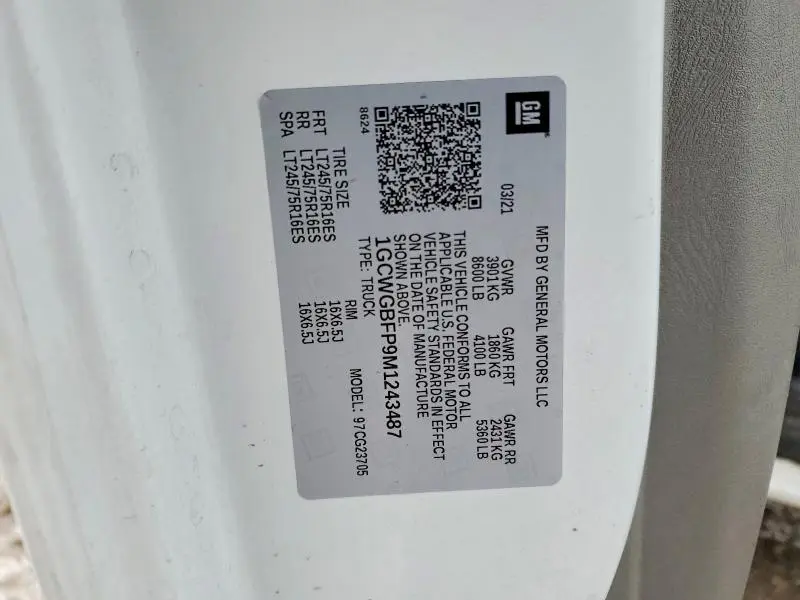 GM
MFD BY GENERAL MOTORS LLC
03/21
GVWR GAWR FRT GAWR RR
3901 KG 1860 KG 2431 KG
8600 LB 4100 LB 5360 LB
THIS VEHICLE CONFORMS TO ALL
APPLICABLE U.S. FEDERAL MOTOR
VEHICLE SAFETY STANDARDS IN EFFECT
ON THE DATE OF MANUFACTURE
SHOWN ABOVE.
1GCWGBFP9M1243487
8624
TYPE: TRUCK MODEL: 97CG23705
TIRE SIZE RIM
FRT LT245/75R16ES 16X6.5J
RR LT245/75R16ES 16X6.5J
SPA LT245/75R16ES 16X6.5J